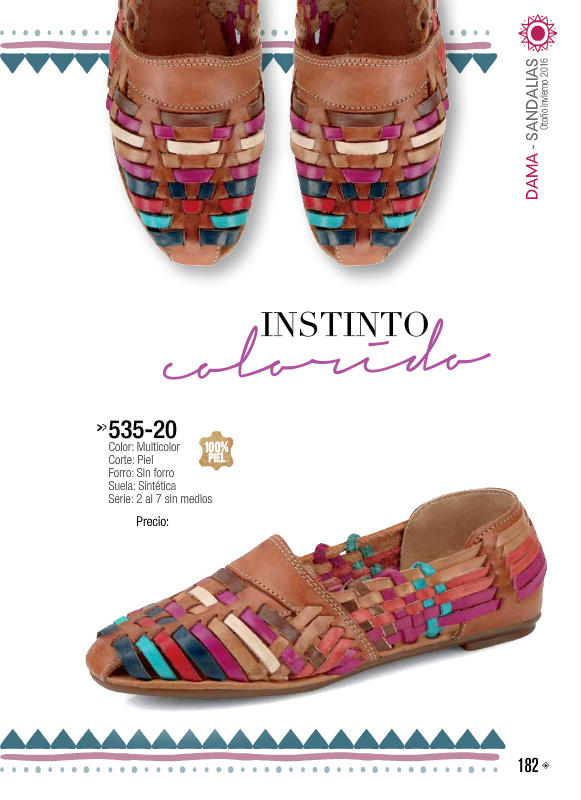 DAMA - SANDALIAS
Otoño Invierno 2016
INSTINTO
colorido
535-20
Color: Multicolor
Corte: Piel
Forro: Sin forro
Suela: Sintética
Serie: 2 al 7 sin medios
100%
PIEL
Precio:
182